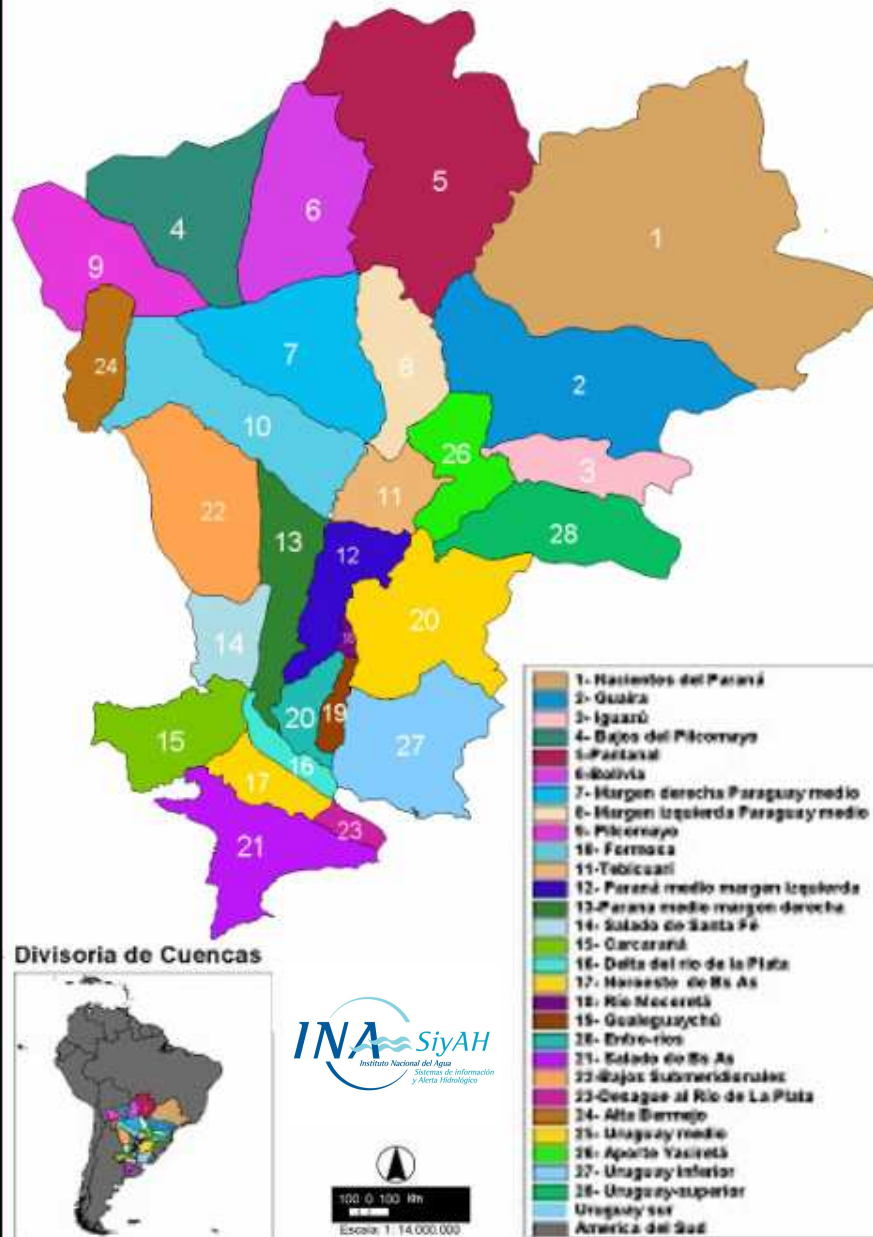 5
1
4
6
9
7
24
8
2
10
26
3
22
11
13
28
12
20
14
18
20
19
15
27
16
17
23
21
Divisoria de Cuencas
INA SiyAH
Instituto Nacional del Agua
Sistemas de Información
y Alerta Hidrológico
100 0 100 Km
Escala: 1: 14.000.000
1- Nacientes del Paraná
2- Guaira
3- Iguazú
4- Bajos del Pilcomayo
5-Pantanal
6-Bolivia
7- Margen derecha Paraguay medio
8- Margen izquierda Paraguay medio
9- Pilcomayo
10- Formosa
11-Tebicuari
12- Paraná medio margen izquierda
13-Parana medio margen derecha
14- Salado de Santa Fé
15- Carcarañá
16- Delta del rio de la Plata
17- Noroeste de Bs As
18- Río Mocoretá
19- Gualeguaychú
20- Entre-rios
21- Salado de Bs As
22-Bajos Submeridionales
23-Desague al Río de La Plata
24- Alta Bermejo
25- Uruguay medio
26- Aporte Yaciretá
27- Uruguay inferior
28- Uruguay-superior
Uruguay sur
America del Sud